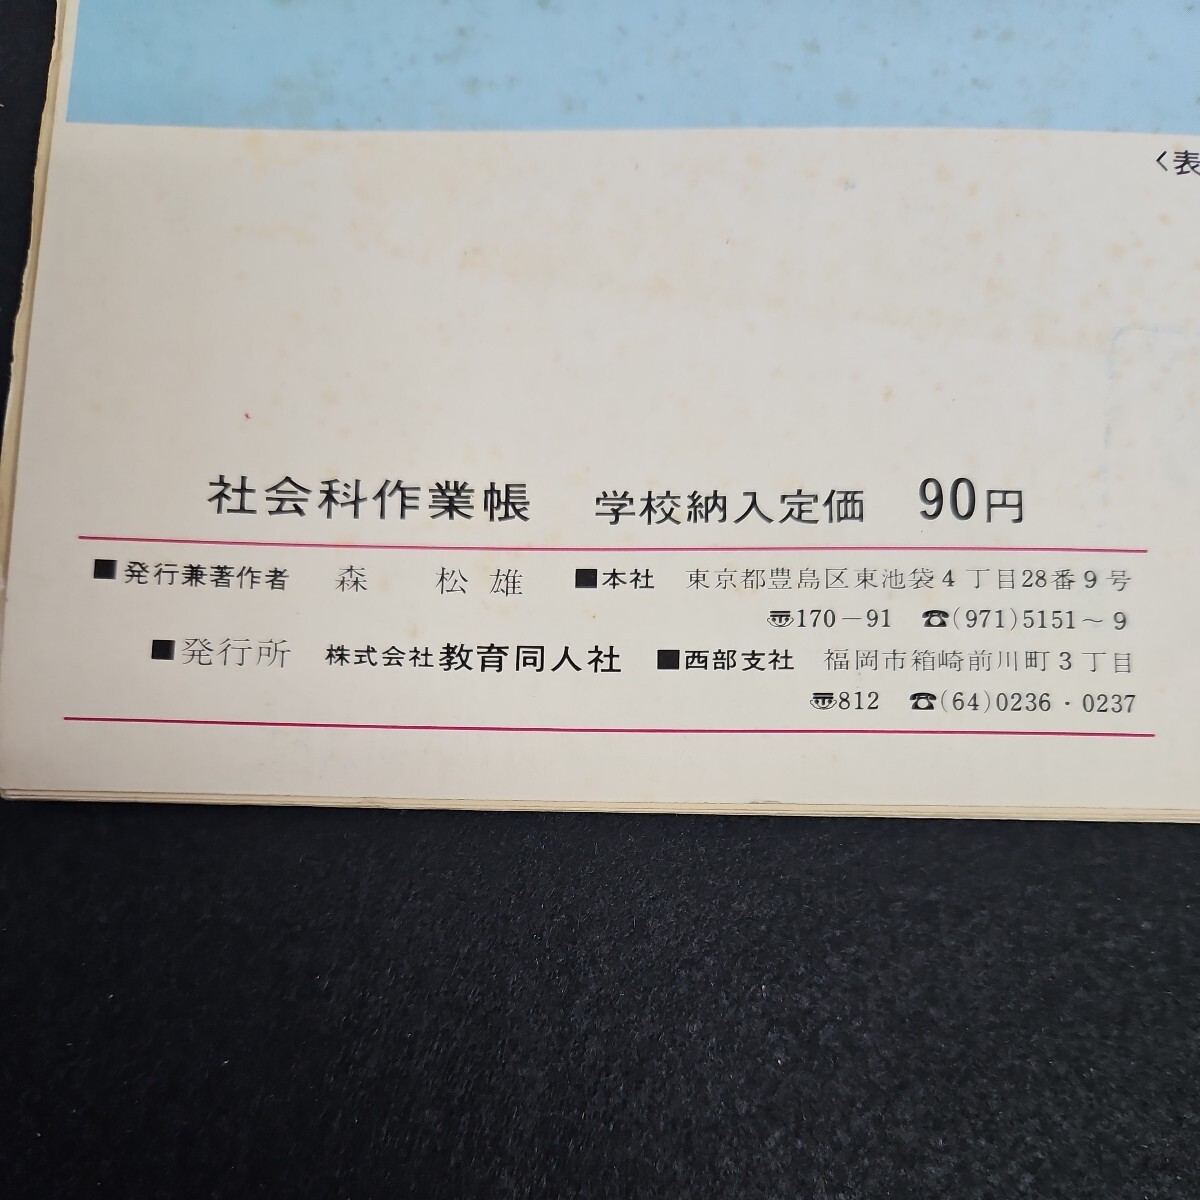 〈表
社会科作業帳 学校納入定価 90円
■発行兼著作者 森 松雄 ■本社 東京都豊島区東池袋4丁目28番9号
〠170－91 ☎(971)5151～9
■発行所 株式会社教育同人社 ■西部支社 福岡市箱崎前川町3丁目
〠812 ☎(64)0236・0237